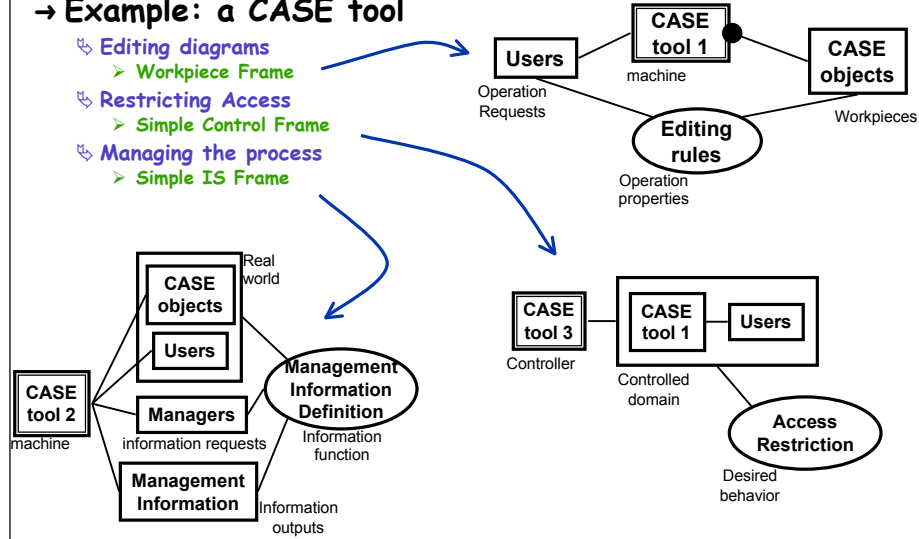 → Example: a CASE tool
Editing diagrams
➢ Workpiece Frame
Restricting Access
➢ Simple Control Frame
Managing the process
➢ Simple IS Frame
Users
Operation
Requests
CASE
tool 1
machine
CASE
objects
Workpieces
Editing
rules
Operation
properties
Real
world
CASE
objects
Users
CASE
tool 2
machine
Managers
information requests
Management
Information
Information
outputs
Management
Information
Definition
Information
function
CASE
tool 3
Controller
CASE
tool 1
Users
Controlled
domain
Access
Restriction
Desired
behavior